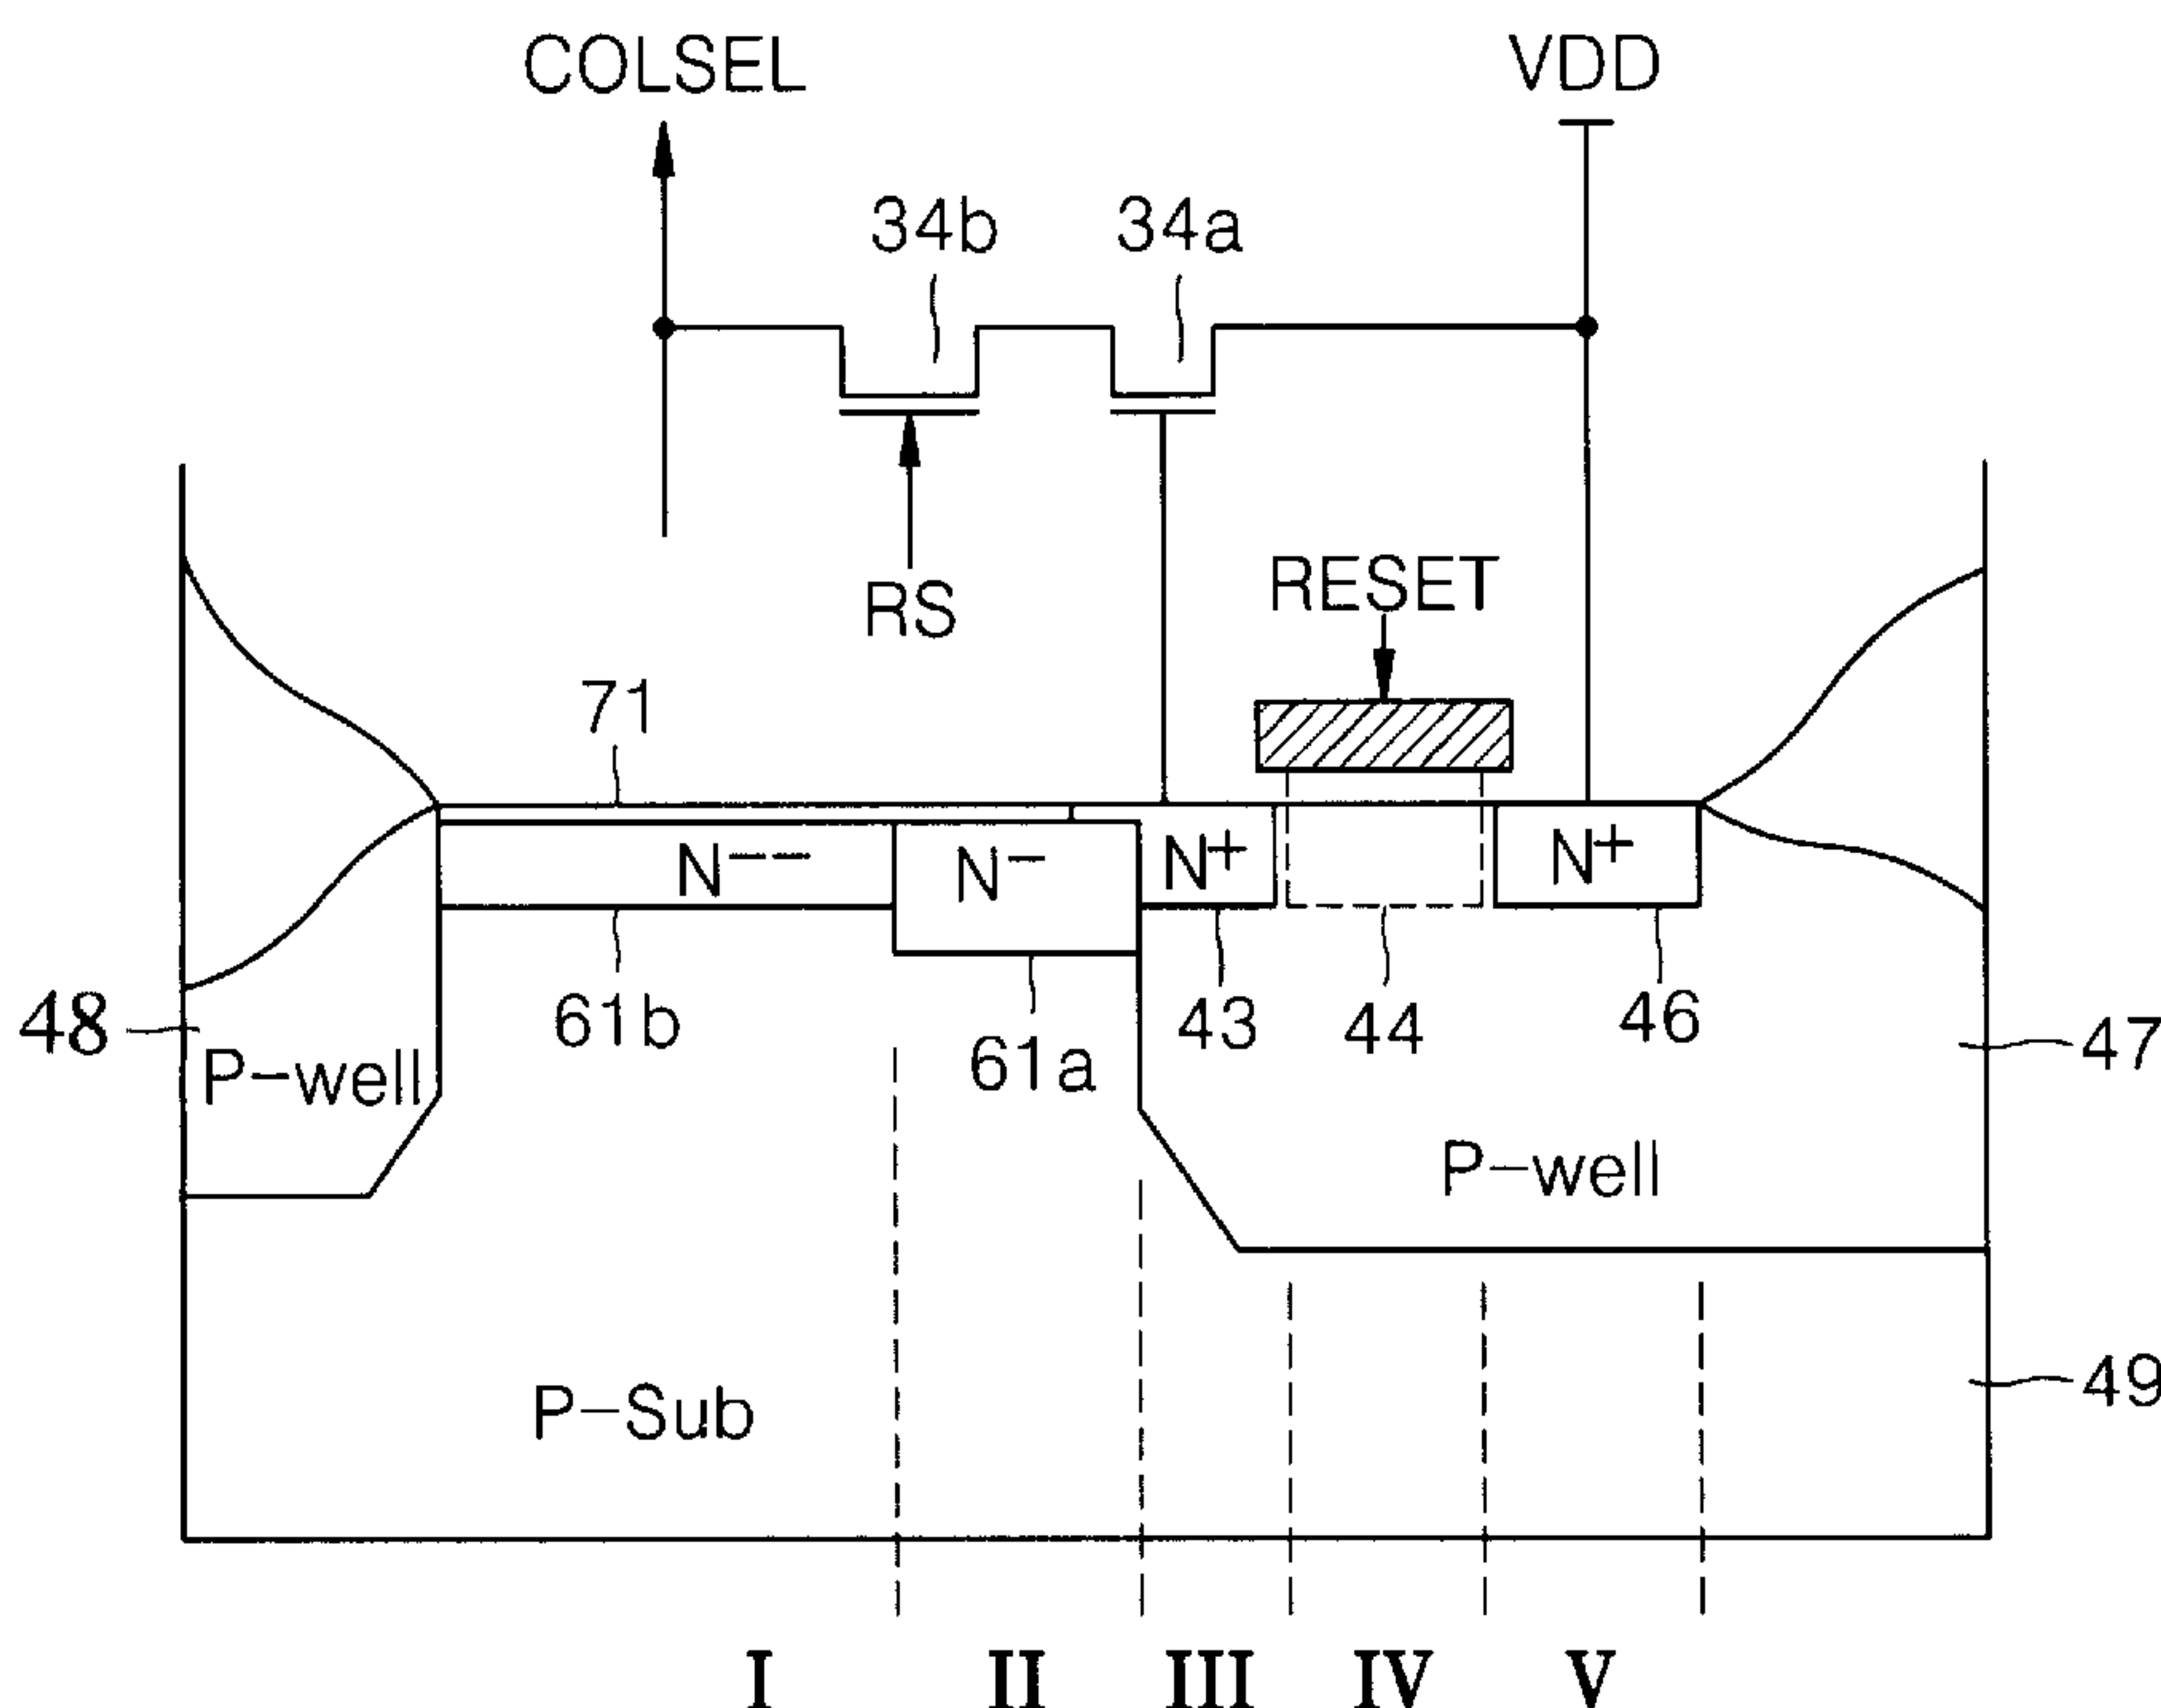 COLSEL
VDD
34b
34a
RS
RESET
71
N−−
N−
N+
N+
48
61b
61a
43
44
46
47
P−well
P−well
P−Sub
49
I
II
III
IV
V